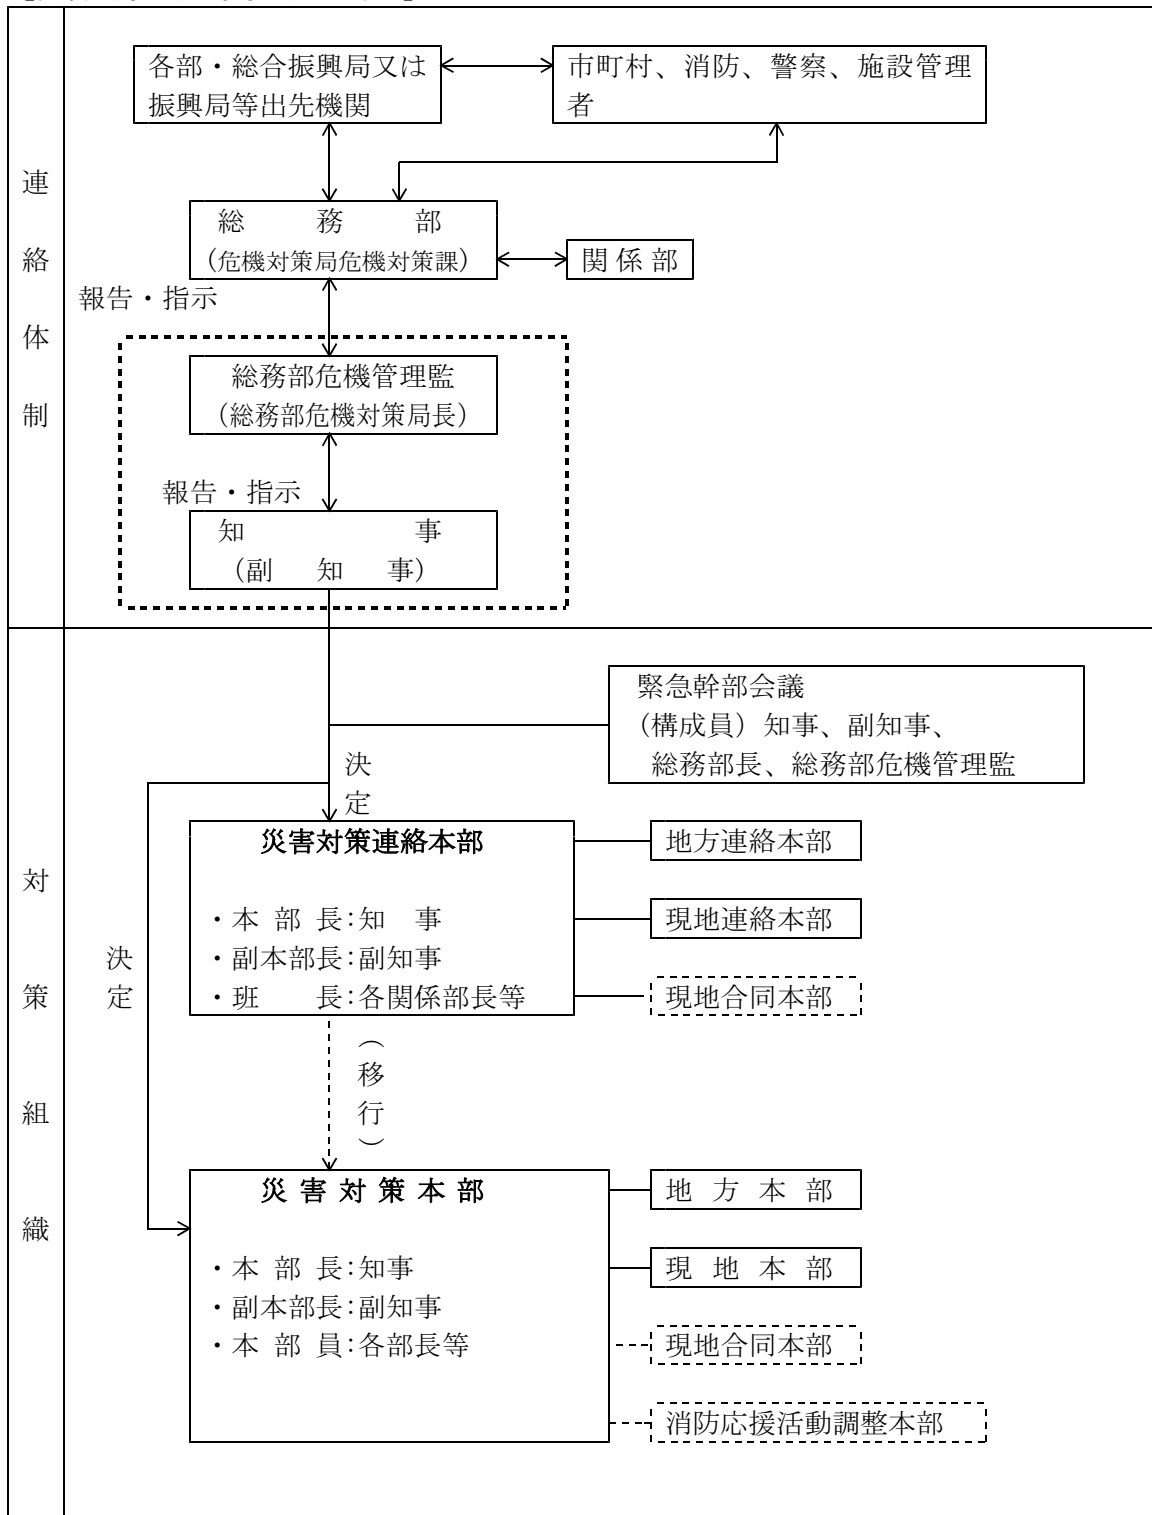 連絡体制
各部・総合振興局又は
振興局等出先機関
市町村、消防、警察、施設管理
者
総務部
(危機対策局危機対策課)
関係部
報告・指示
総務部危機管理監
(総務部危機対策局長)
報告・指示
知事
(副知事)
対策組織
緊急幹部会議
(構成員)知事、副知事、
総務部長、総務部危機管理監
決定
災害対策連絡本部
・本部長:知事
・副本部長:副知事
・班長:各関係部長等
地方連絡本部
現地連絡本部
現地合同本部
決定
(移行)
災害対策本部
・本部長:知事
・副本部長:副知事
・本部員:各部長等
地方本部
現地本部
現地合同本部
消防応援活動調整本部